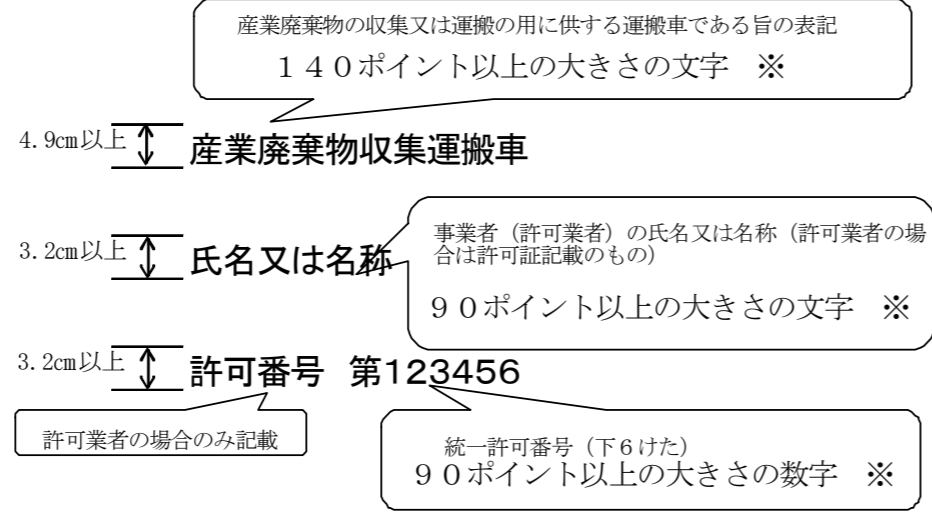 産業廃棄物の収集又は運搬の用に供する運搬車である旨の表記
１４０ポイント以上の大きさの文字　※
4.9㎝以上
産業廃棄物収集運搬車
3.2㎝以上
氏名又は名称
事業者（許可業者）の氏名又は名称（許可業者の場
合は許可証記載のもの）
９０ポイント以上の大きさの文字　※
3.2㎝以上
許可番号　第123456
許可業者の場合のみ記載
統一許可番号（下６けた）
９０ポイント以上の大きさの数字　※